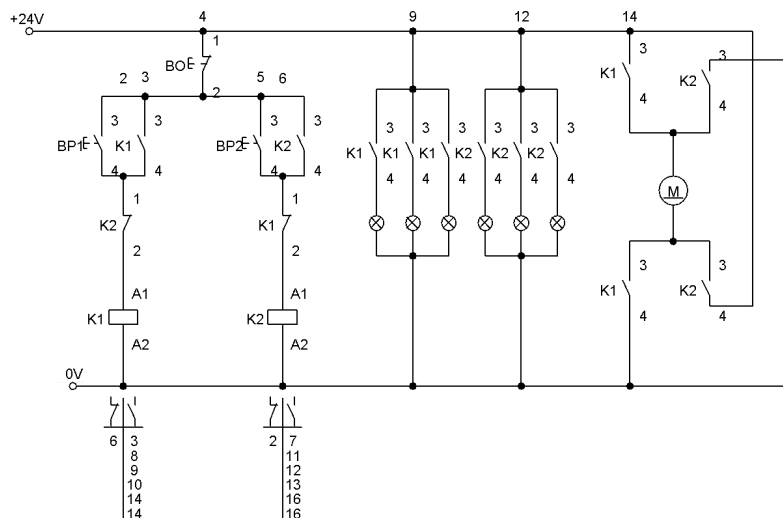 4 9 12 14
+24V
1 3
BO K1 K2 3
2 3 5 6 2 4 4
3 3 3 3 3 3 3 3 3 3
BP1 K1 BP2 K2 K1 K1 K1 K2 K2 K2
4 4 4 4 4 4 4 4 4 4
M
1 1
K2 K1
2 2
3 3
K1 K2
A1 A1 4 4
K1 K2
A2 A2
0V
6 3 2 7
8 11
9 12
10 13
14 16
14 16